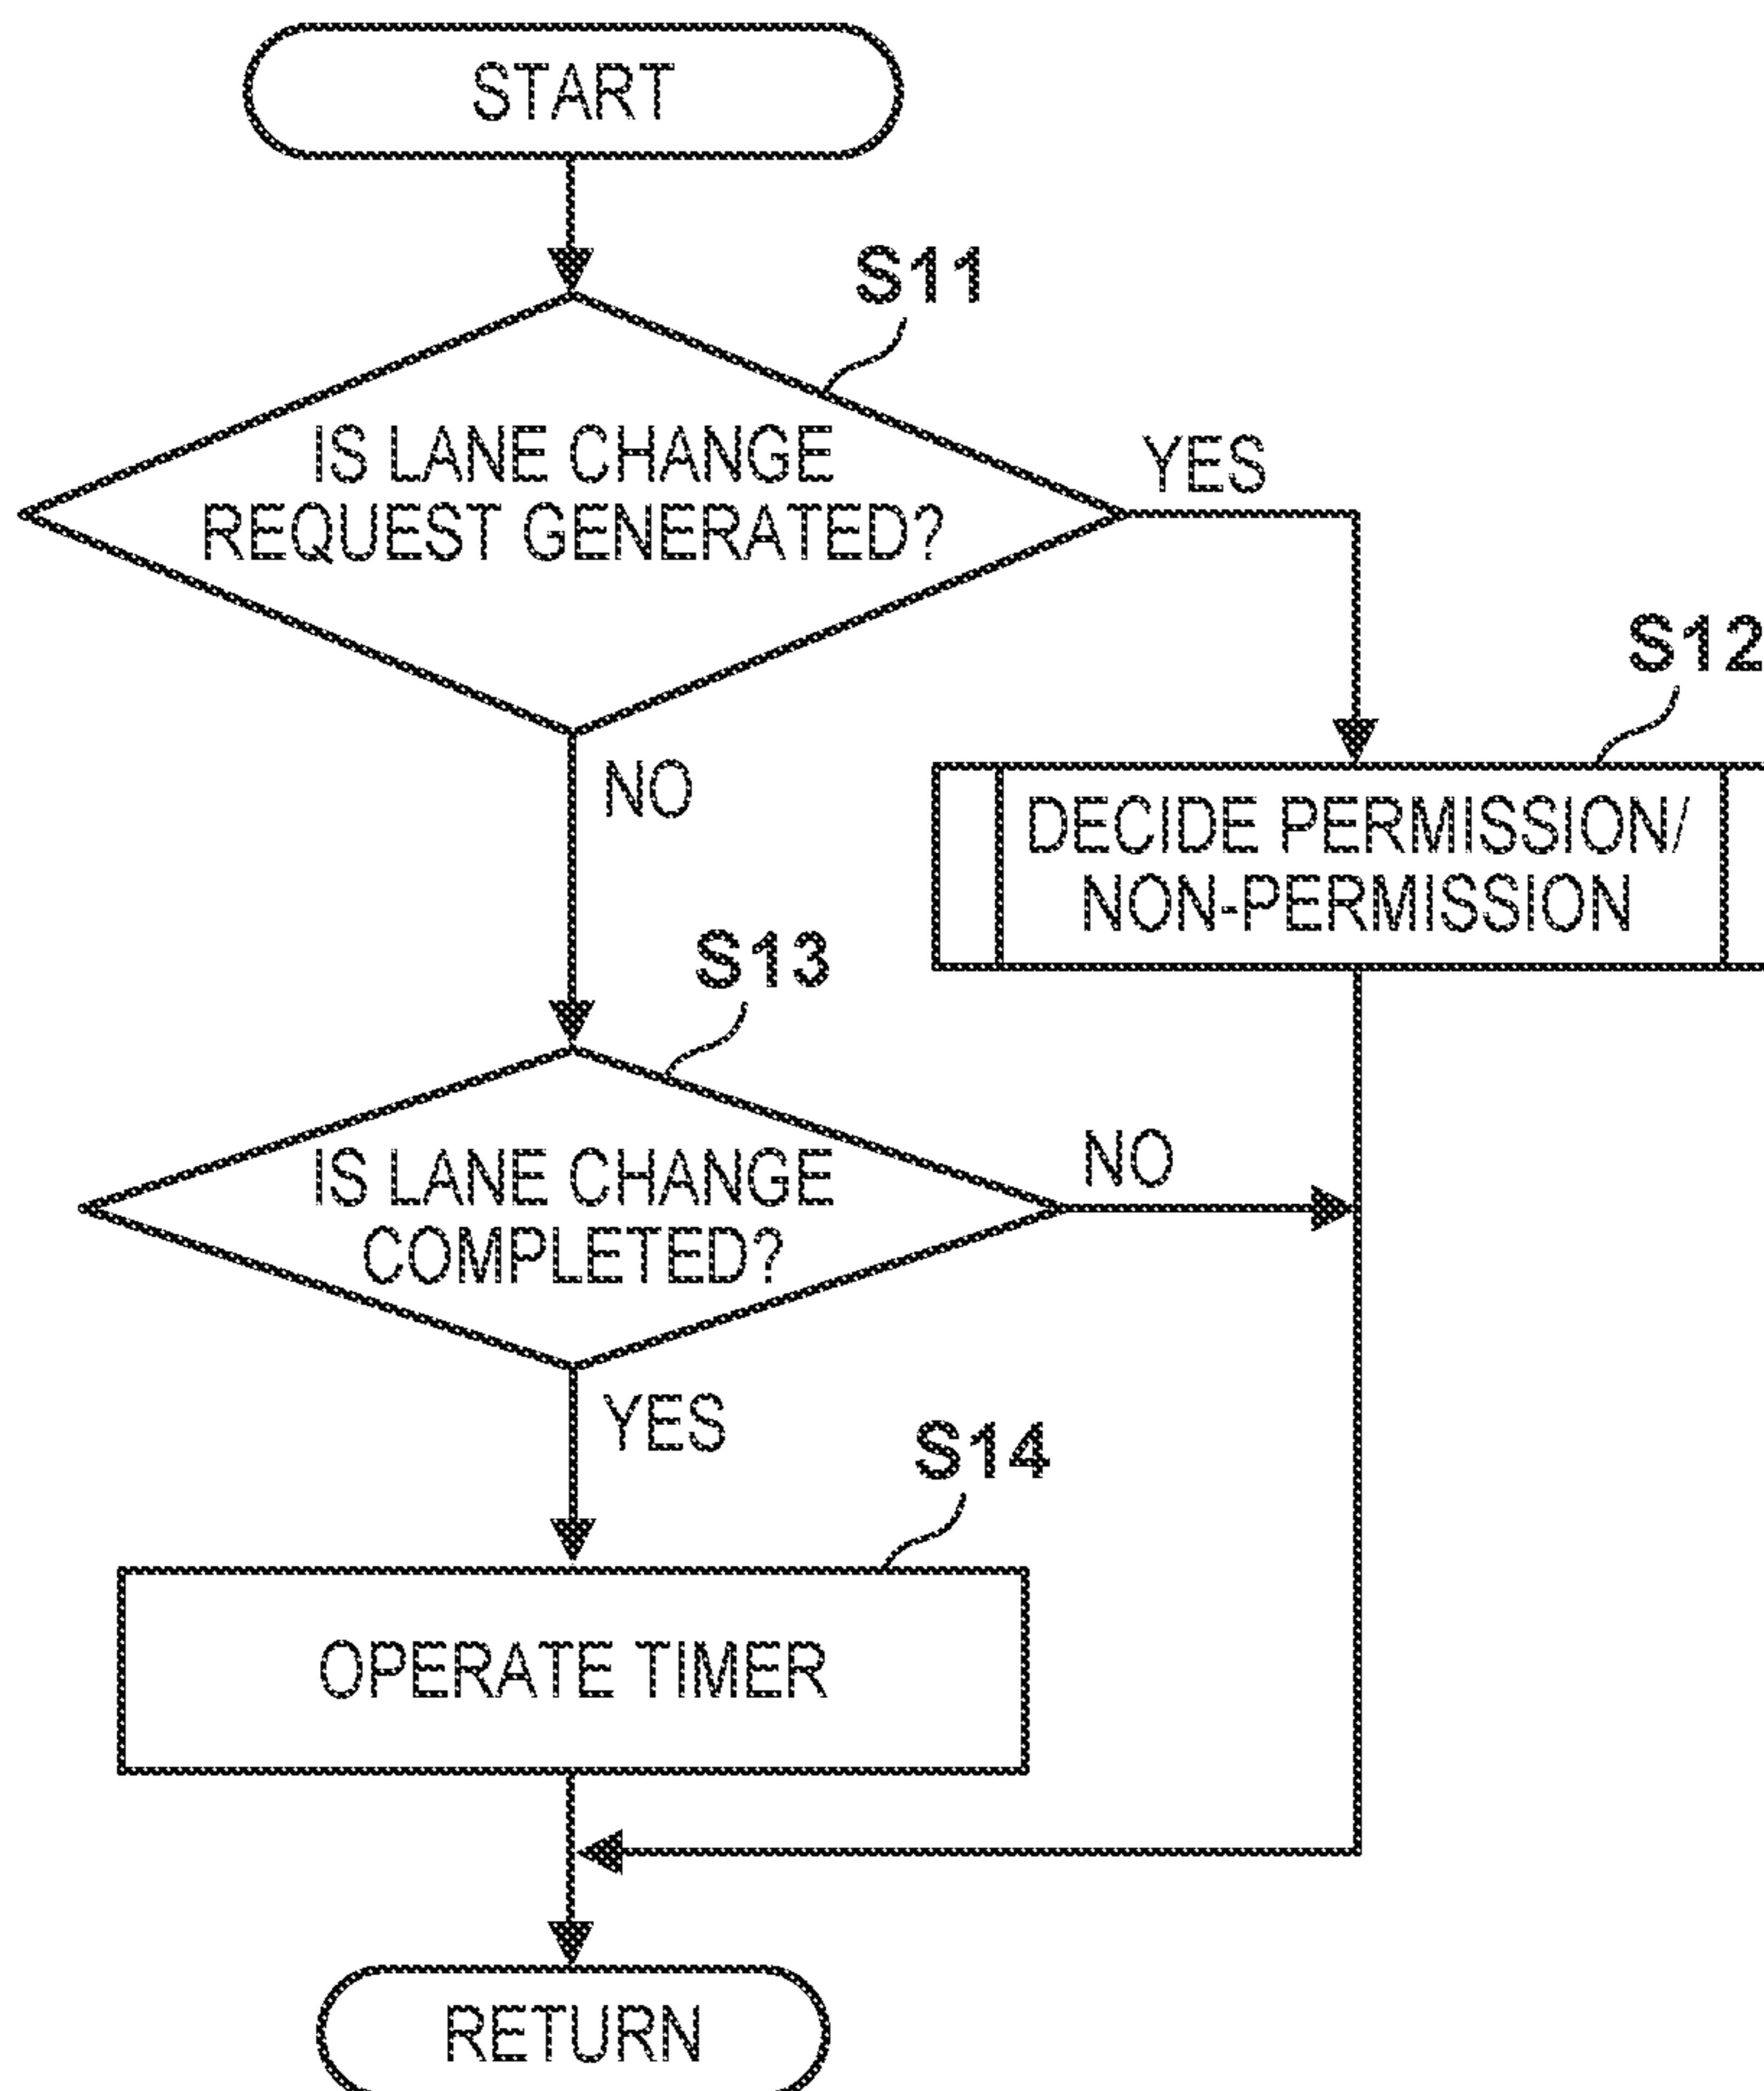 START
S11
IS LANE CHANGE
REQUEST GENERATED?
YES
S12
NO
DECIDE PERMISSION/
NON-PERMISSION
S13
IS LANE CHANGE
COMPLETED?
NO
YES
S14
OPERATE TIMER
RETURN